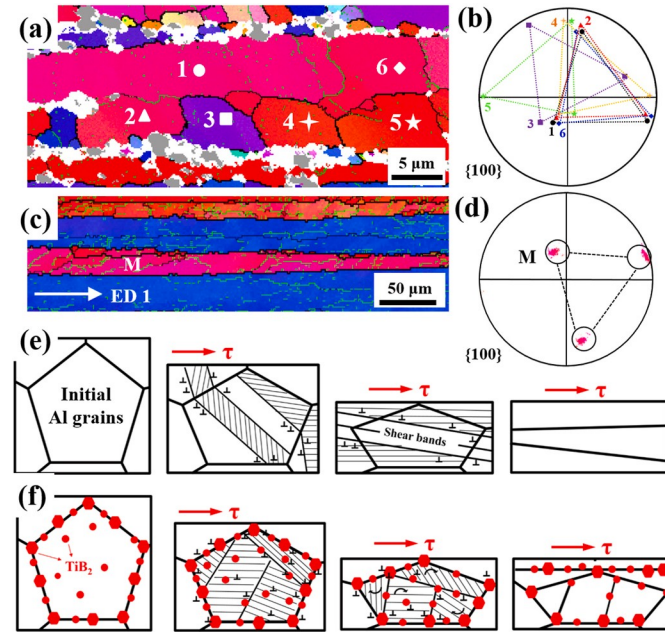 (a)
1
6
2
3
4
5
5 μm
(b)
4
2
5
3
1
6
{100}
(c)
M
ED 1
50 μm
(d)
M
{100}
(e)
τ
τ
τ
Initial
Al grains
Shear bands
(f)
τ
τ
τ
TiB₂